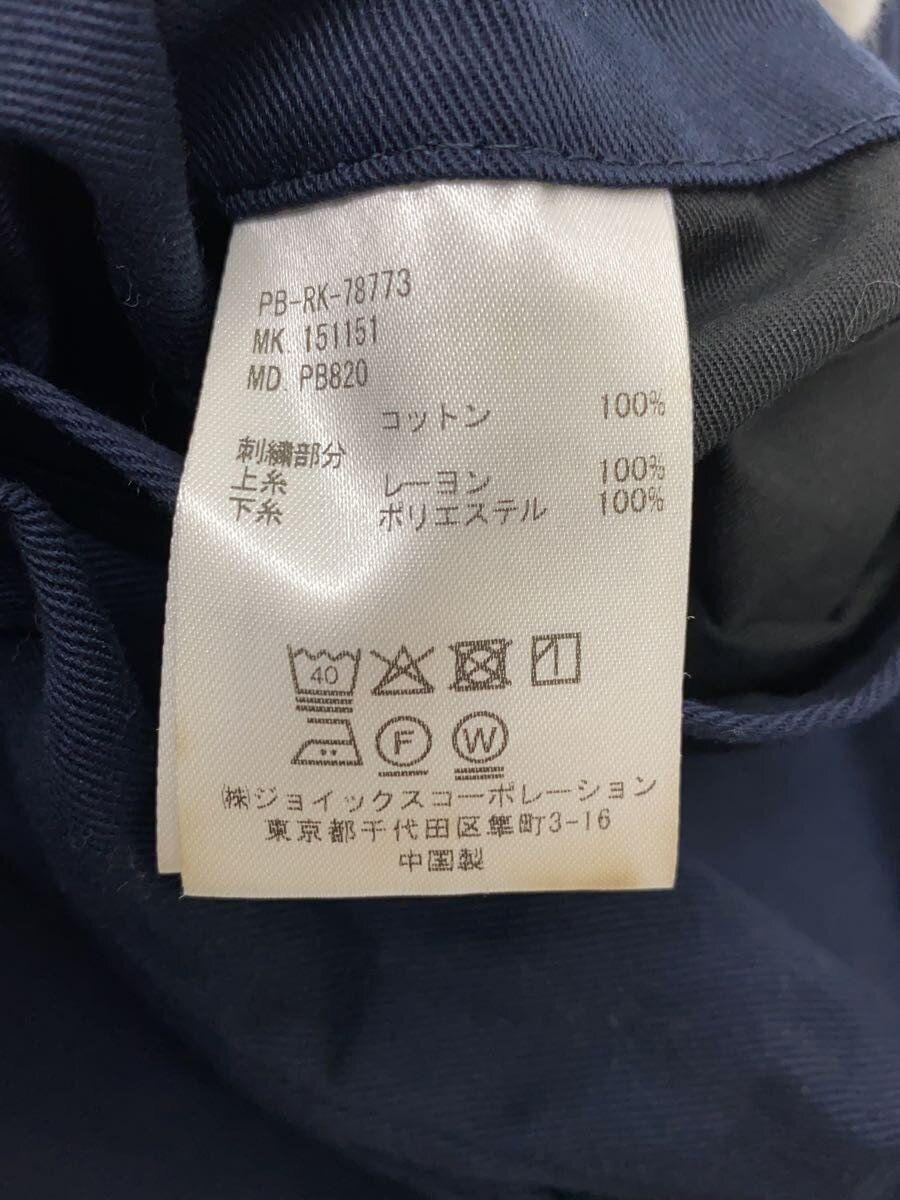 PB-RK-78773
MK 151151
MD PB820
コットン 100%
刺繍部分
上糸 レーヨン 100%
下糸 ポリエステル 100%
40
F W
㈱ジョイックスコーポレーション
東京都千代田区隼町3-16
中国製